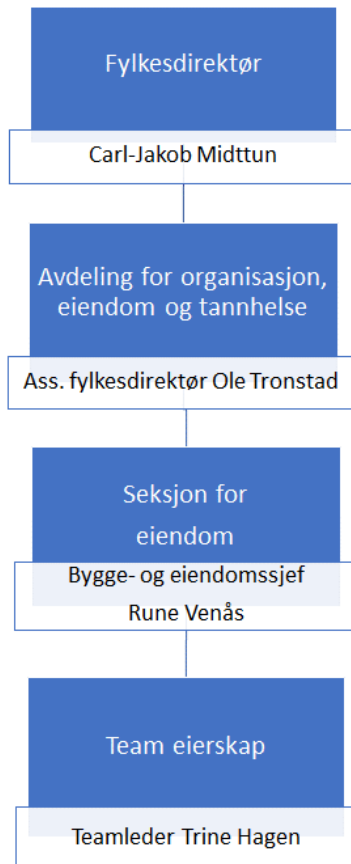 Fylkesdirektør
Carl-Jakob Midttun
Avdeling for organisasjon,
eiendom og tannhelse
Ass. fylkesdirektør Ole Tronstad
Seksjon for
eiendom
Bygge- og eiendomssjef
Rune Venås
Team eierskap
Teamleder Trine Hagen